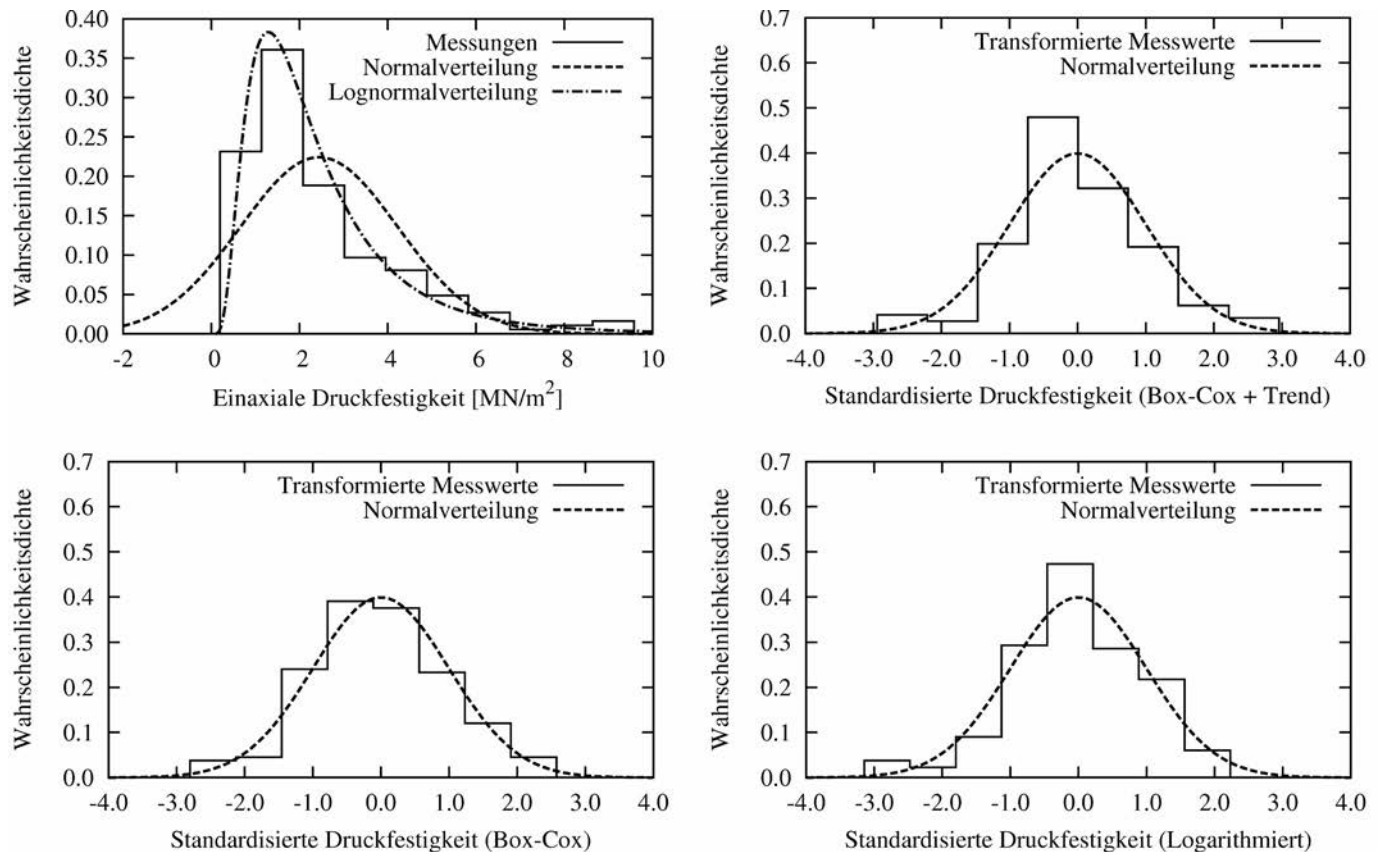 Wahrscheinlichkeitsdichte
0.40
0.35
0.30
0.25
0.20
0.15
0.10
0.05
0.00
Messungen
Normalverteilung
Lognormalverteilung
-2 0 2 4 6 8 10
Einaxiale Druckfestigkeit [MN/m²]
Wahrscheinlichkeitsdichte
0.7
0.6
0.5
0.4
0.3
0.2
0.1
0.0
Transformierte Messwerte
Normalverteilung
-4.0 -3.0 -2.0 -1.0 0.0 1.0 2.0 3.0 4.0
Standardisierte Druckfestigkeit (Box-Cox + Trend)
Wahrscheinlichkeitsdichte
0.7
0.6
0.5
0.4
0.3
0.2
0.1
0.0
Transformierte Messwerte
Normalverteilung
-4.0 -3.0 -2.0 -1.0 0.0 1.0 2.0 3.0 4.0
Standardisierte Druckfestigkeit (Box-Cox)
Wahrscheinlichkeitsdichte
0.7
0.6
0.5
0.4
0.3
0.2
0.1
0.0
Transformierte Messwerte
Normalverteilung
-4.0 -3.0 -2.0 -1.0 0.0 1.0 2.0 3.0 4.0
Standardisierte Druckfestigkeit (Logarithmiert)